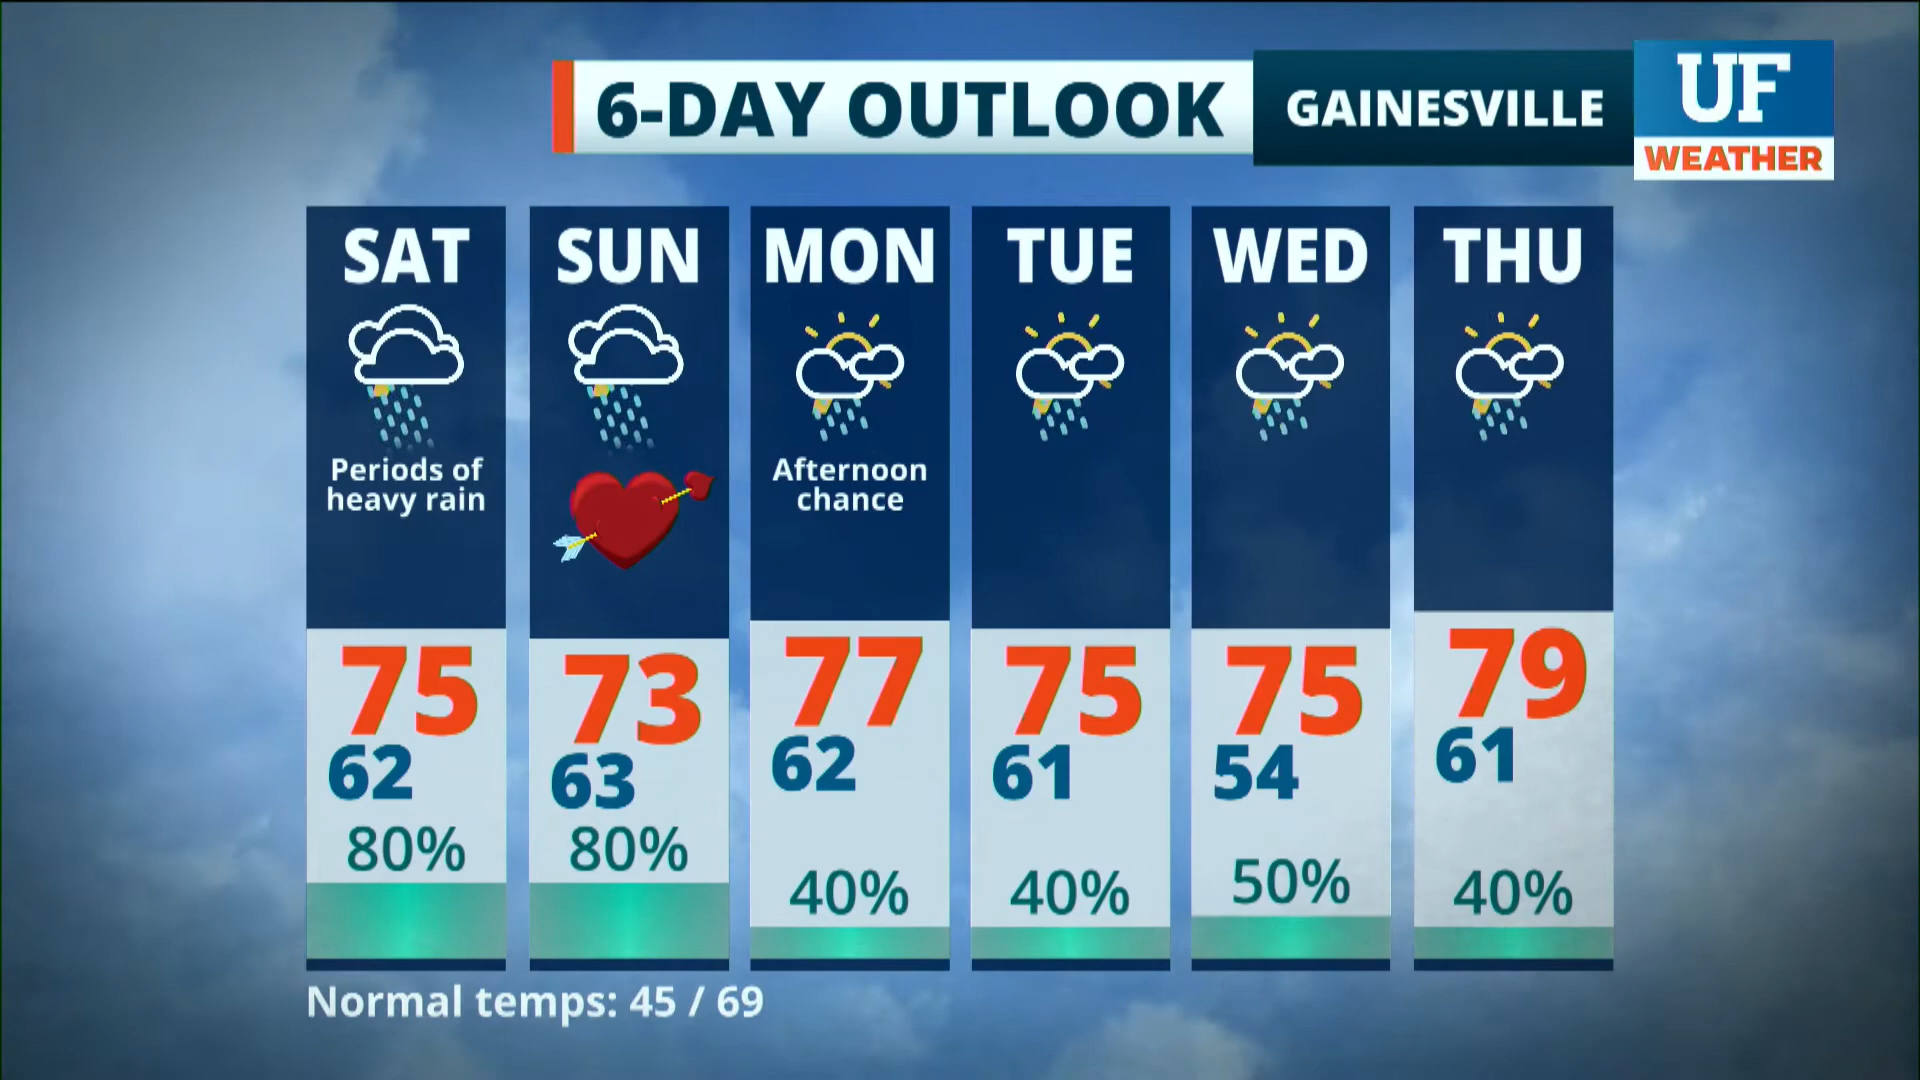 6-DAY OUTLOOK
GAINESVILLE
UF
WEATHER
SAT
Periods of
heavy rain
75
62
80%
SUN
73
63
80%
MON
Afternoon
chance
77
62
40%
TUE
75
61
40%
WED
75
54
50%
THU
79
61
40%
Normal temps: 45 / 69